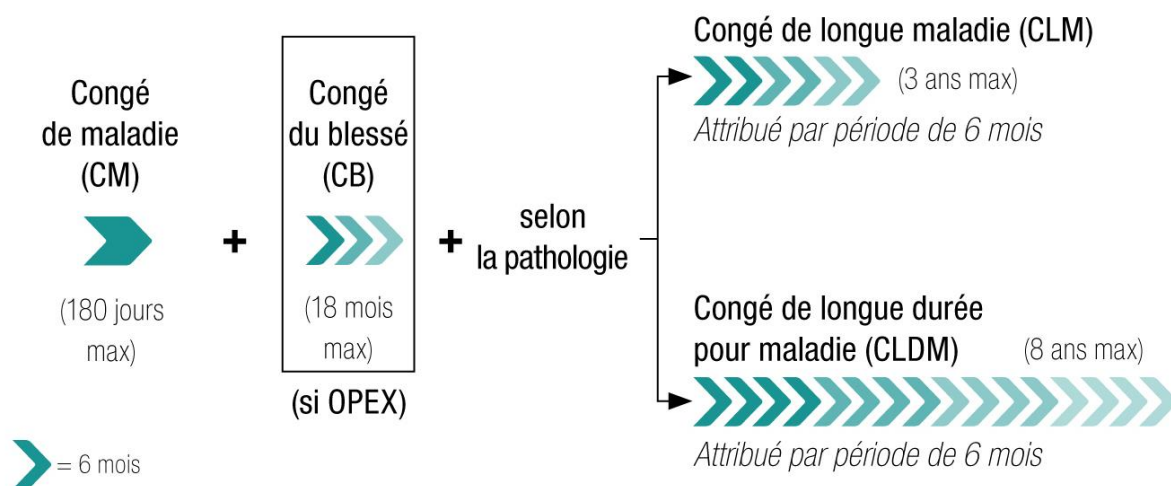 Congé
de maladie
(CM)
(180 jours
max)
+
Congé
du blessé
(CB)
(18 mois
max)
(si OPEX)
+
selon
la pathologie
Congé de longue maladie (CLM)
(3 ans max)
Attribué par période de 6 mois
Congé de longue durée
pour maladie (CLDM)
(8 ans max)
Attribué par période de 6 mois
= 6 mois